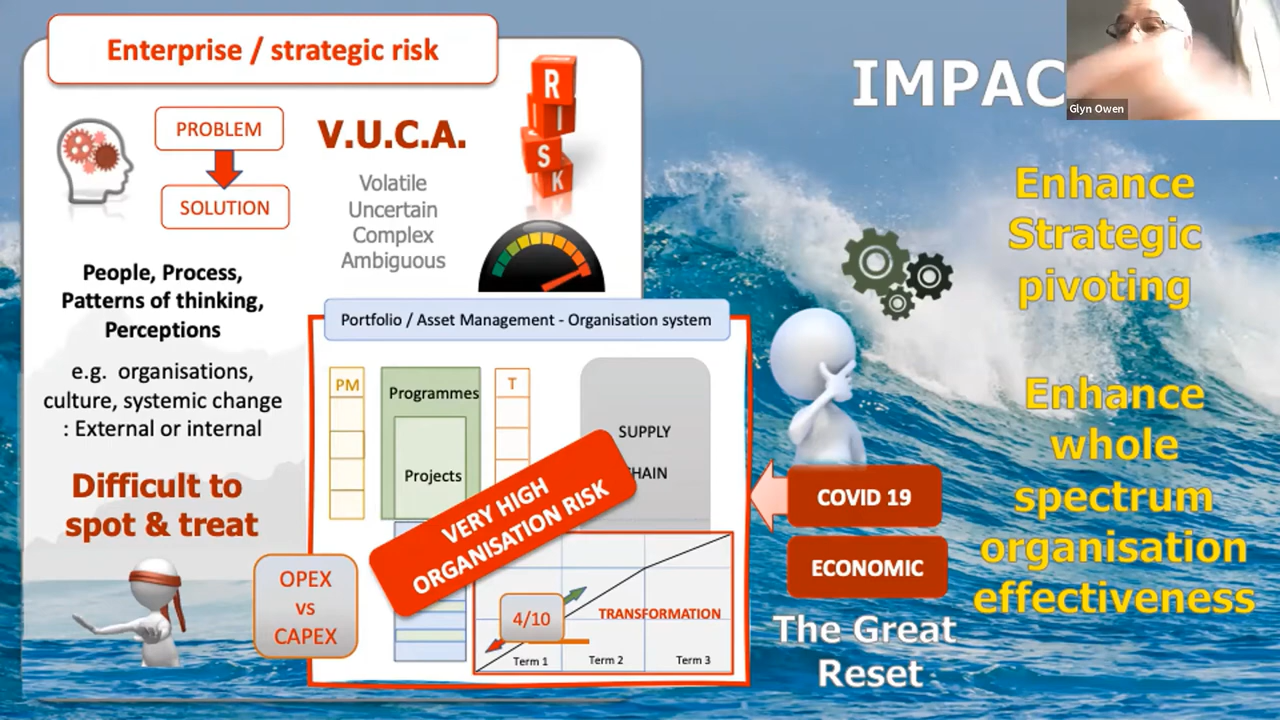 Enterprise / strategic risk
PROBLEM
SOLUTION
V.U.C.A.
Volatile
Uncertain
Complex
Ambiguous
R
I
S
K
People, Process,
Patterns of thinking,
Perceptions
e.g. organisations,
culture, systemic change
: External or internal
Difficult to
spot & treat
OPEX
vs
CAPEX
Portfolio / Asset Management - Organisation system
PM
Programmes
Projects
T
SUPPLY
HAIN
VERY HIGH
ORGANISATION RISK
4/10
TRANSFORMATION
Term 1
Term 2
Term 3
COVID 19
ECONOMIC
The Great
Reset
IMPAC
Glyn Owen
Enhance
Strategic
pivoting
Enhance
whole
spectrum
organisation
effectiveness